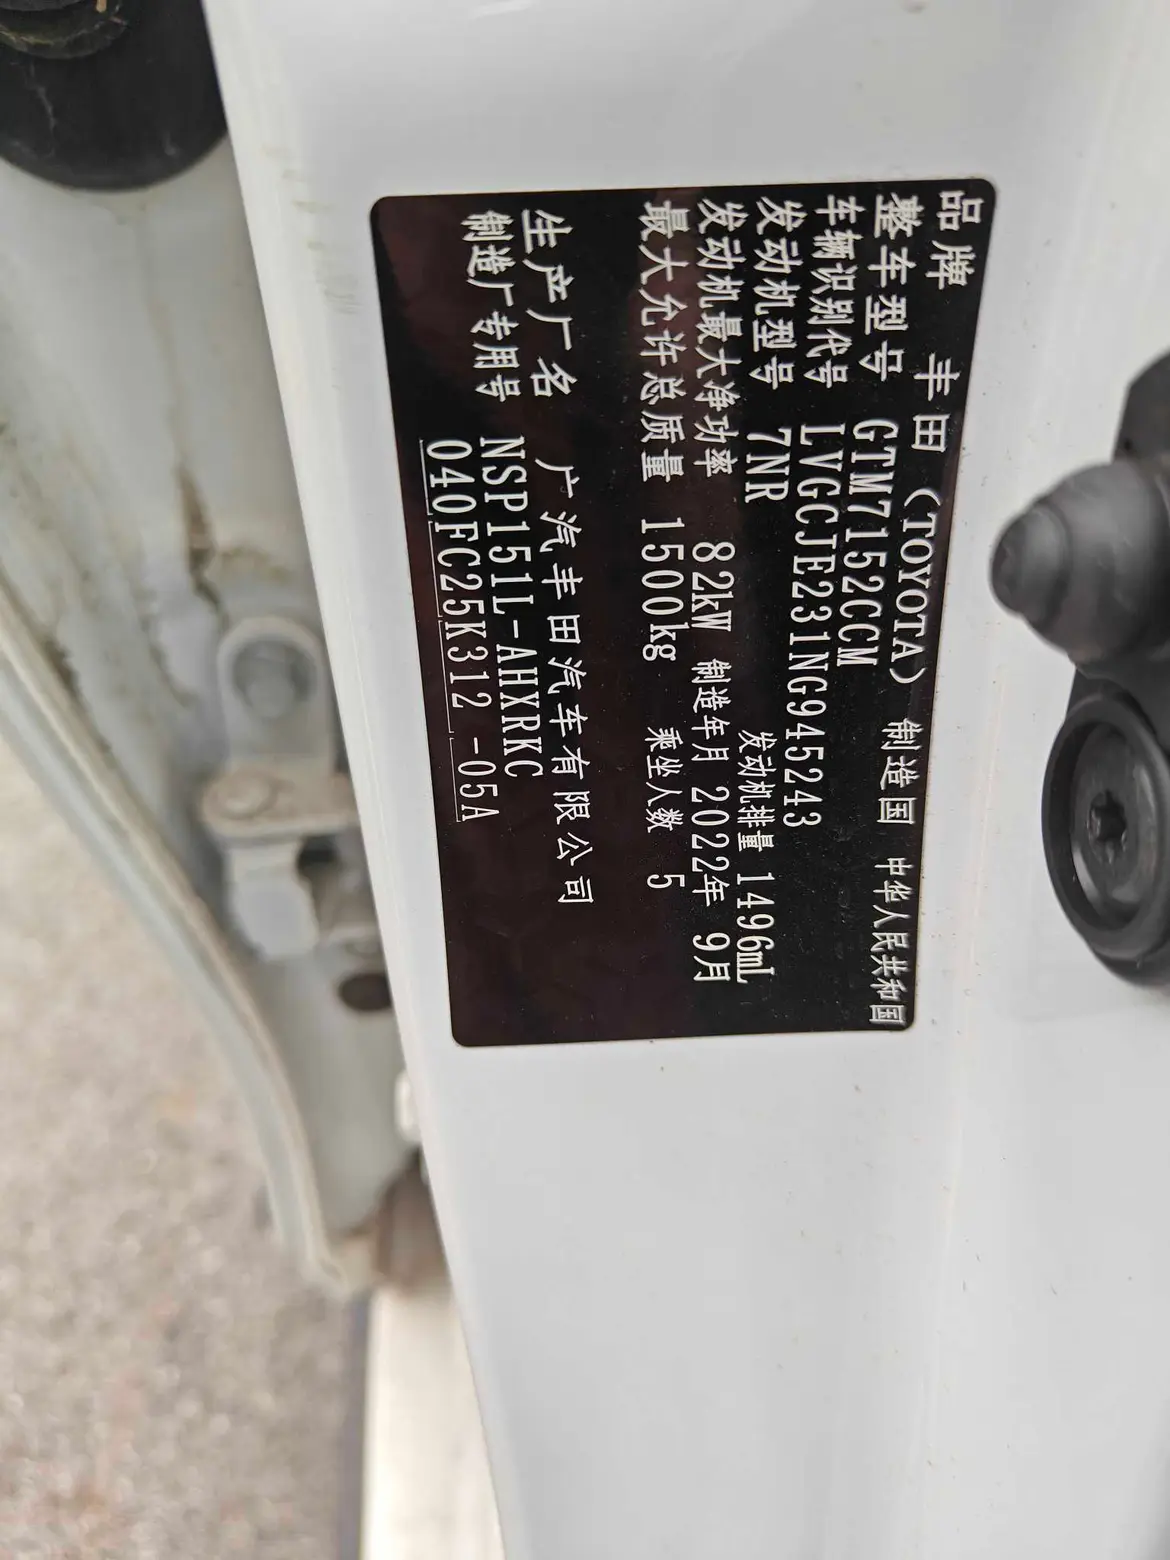 品牌 丰田（TOYOTA） 制造国 中华人民共和国
整车型号 GTM7152CCM
车辆识别代号 LVGCJE231NG945243
发动机型号 7NR 发动机排量 1496mL
发动机最大净功率 82kW 制造年月 2022年 9月
最大允许总质量 1500kg 乘坐人数 5
生产厂名 广汽丰田汽车有限公司
制造厂专用号 NSP151L-AHXRKC
040FC25K312 -05A